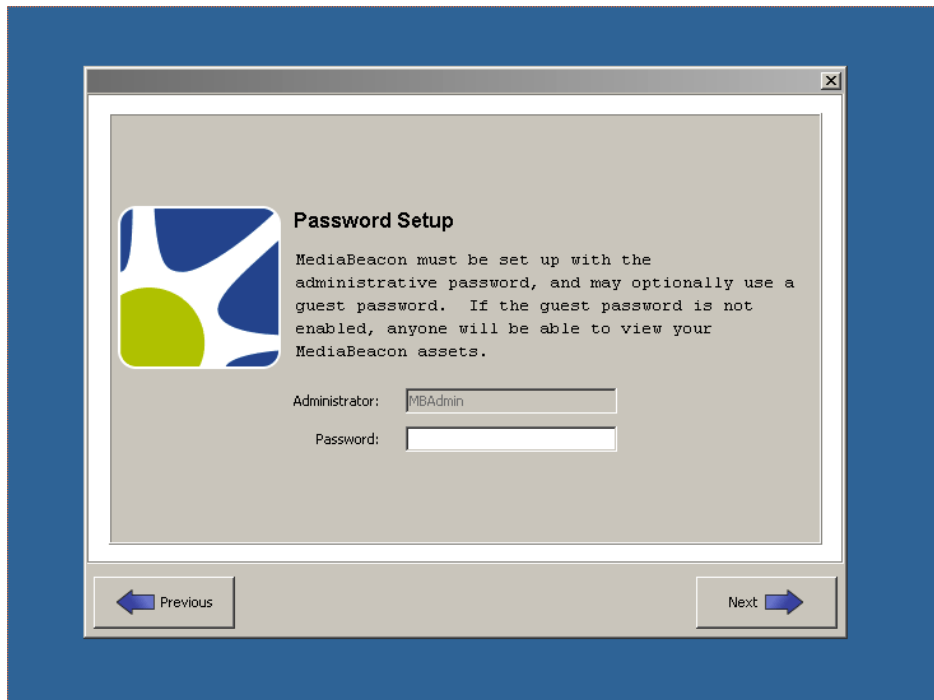 Password Setup
MediaBeacon must be set up with the
administrative password, and may optionally use a
guest password.  If the guest password is not
enabled, anyone will be able to view your
MediaBeacon assets.
Administrator: MBAdmin
Password:
Previous
Next